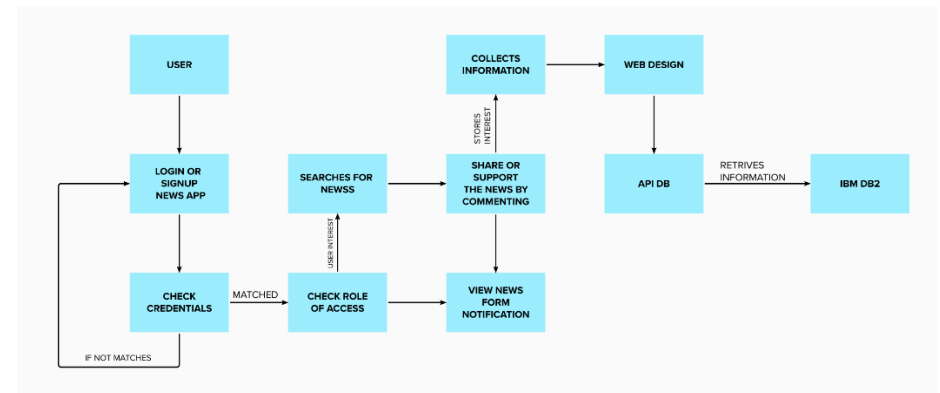 USER
LOGIN OR
SIGNUP
NEWS APP
CHECK
CREDENTIALS
IF NOT MATCHES
MATCHED
CHECK ROLE
OF ACCESS
USER INTEREST
SEARCHES FOR
NEWSS
SHARE OR
SUPPORT
THE NEWS BY
COMMENTING
VIEW NEWS
FORM
NOTIFICATION
STORES
INTEREST
COLLECTS
INFORMATION
WEB DESIGN
API DB
RETRIVES
INFORMATION
IBM DB2